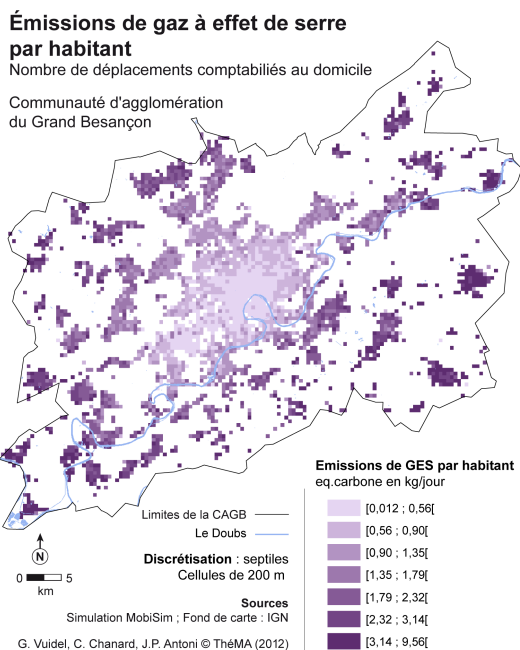 Émissions de gaz à effet de serre
par habitant
Nombre de déplacements comptabiliés au domicile
Communauté d'agglomération
du Grand Besançon
Limites de la CAGB
Le Doubs
N
0 5
km
Discrétisation : septiles
Cellules de 200 m
Sources
Simulation MobiSim ; Fond de carte : IGN
G. Vuidel, C. Chanard, J.P. Antoni © ThéMA (2012)
Emissions de GES par habitant
eq.carbone en kg/jour
[0,012 ; 0,56[
[0,56 ; 0,90[
[0,90 ; 1,35[
[1,35 ; 1,79[
[1,79 ; 2,32[
[2,32 ; 3,14[
[3,14 ; 9,56[